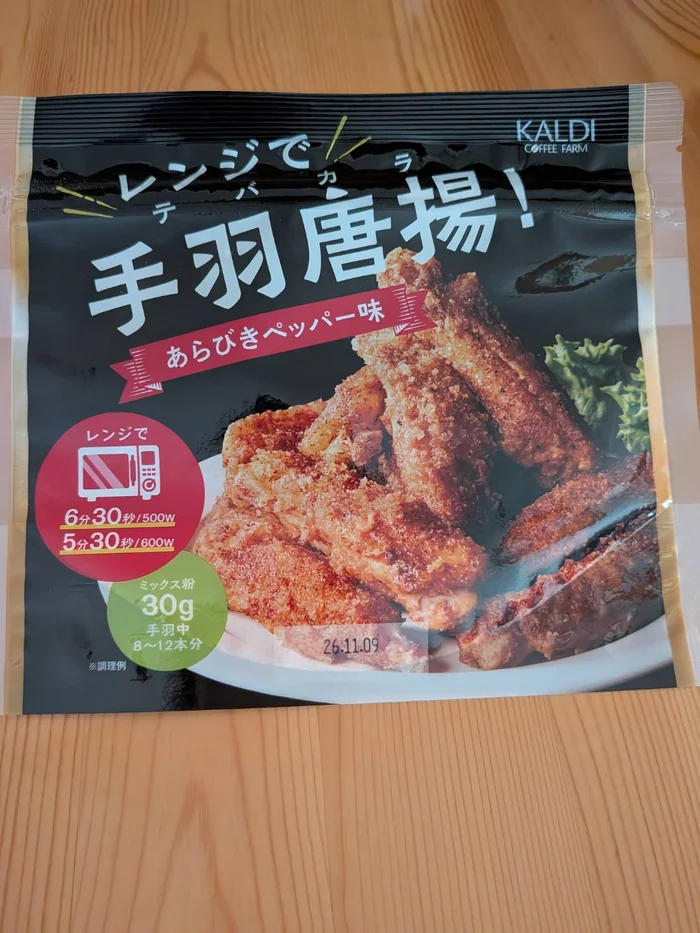 KALDI
COFFEE FARM
レンジで
テバカラ
手羽唐揚!
あらびきペッパー味
レンジで
6分30秒/500W
5分30秒/600W
ミックス粉
30g
手羽中
8〜12本分
※調理例
26.11.09